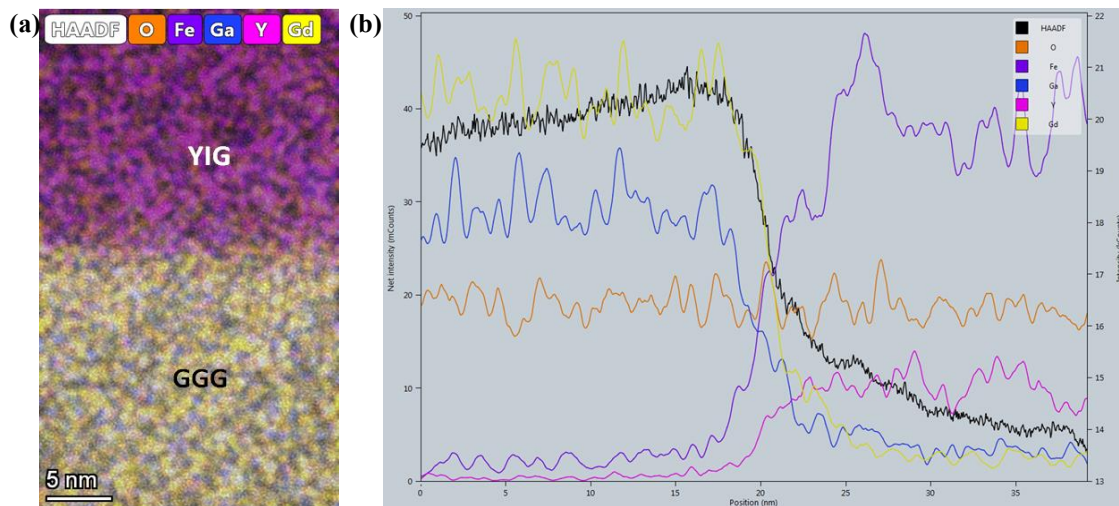 (a)
HAADF O Fe Ga Y Gd
YIG
GGG
5 nm
(b)
50
40
30
20
10
0
Net intensity (mCounts)
0 5 10 15 20 25 30 35
Position (nm)
22
21
20
19
18
17
16
15
14
13
HAADF
O
Fe
Ga
Y
Gd